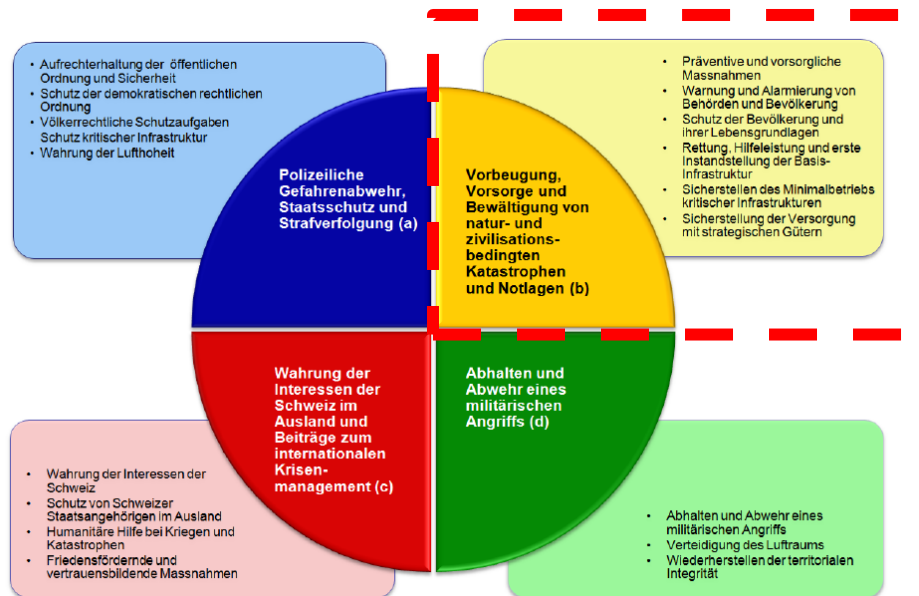 • Aufrechterhaltung der öffentlichen
Ordnung und Sicherheit
• Schutz der demokratischen rechtlichen
Ordnung
• Völkerrechtliche Schutzaufgaben
Schutz kritischer Infrastruktur
• Wahrung der Lufthoheit
Polizeiliche
Gefahrenabwehr,
Staatsschutz und
Strafverfolgung (a)
Vorbeugung,
Vorsorge und
Bewältigung von
natur- und
zivilisations-
bedingten
Katastrophen
und Notlagen (b)
• Präventive und vorsorgliche
Massnahmen
• Warnung und Alarmierung von
Behörden und Bevölkerung
• Schutz der Bevölkerung und
ihrer Lebensgrundlagen
• Rettung, Hilfeleistung und erste
Instandstellung der Basis-
Infrastruktur
• Sicherstellen des Minimalbetriebs
kritischer Infrastrukturen
• Sicherstellung der Versorgung
mit strategischen Gütern
Wahrung der
Interessen der
Schweiz im
Ausland und
Beiträge zum
internationalen
Krisen-
management (c)
Abhalten und
Abwehr eines
militärischen
Angriffs (d)
• Wahrung der Interessen der
Schweiz
• Schutz von Schweizer
Staatsangehörigen im Ausland
• Humanitäre Hilfe bei Kriegen und
Katastrophen
• Friedensfördernde und
vertrauensbildende Massnahmen
• Abhalten und Abwehr eines
militärischen Angriffs
• Verteidigung des Luftraums
• Wiederherstellen der territorialen
Integrität